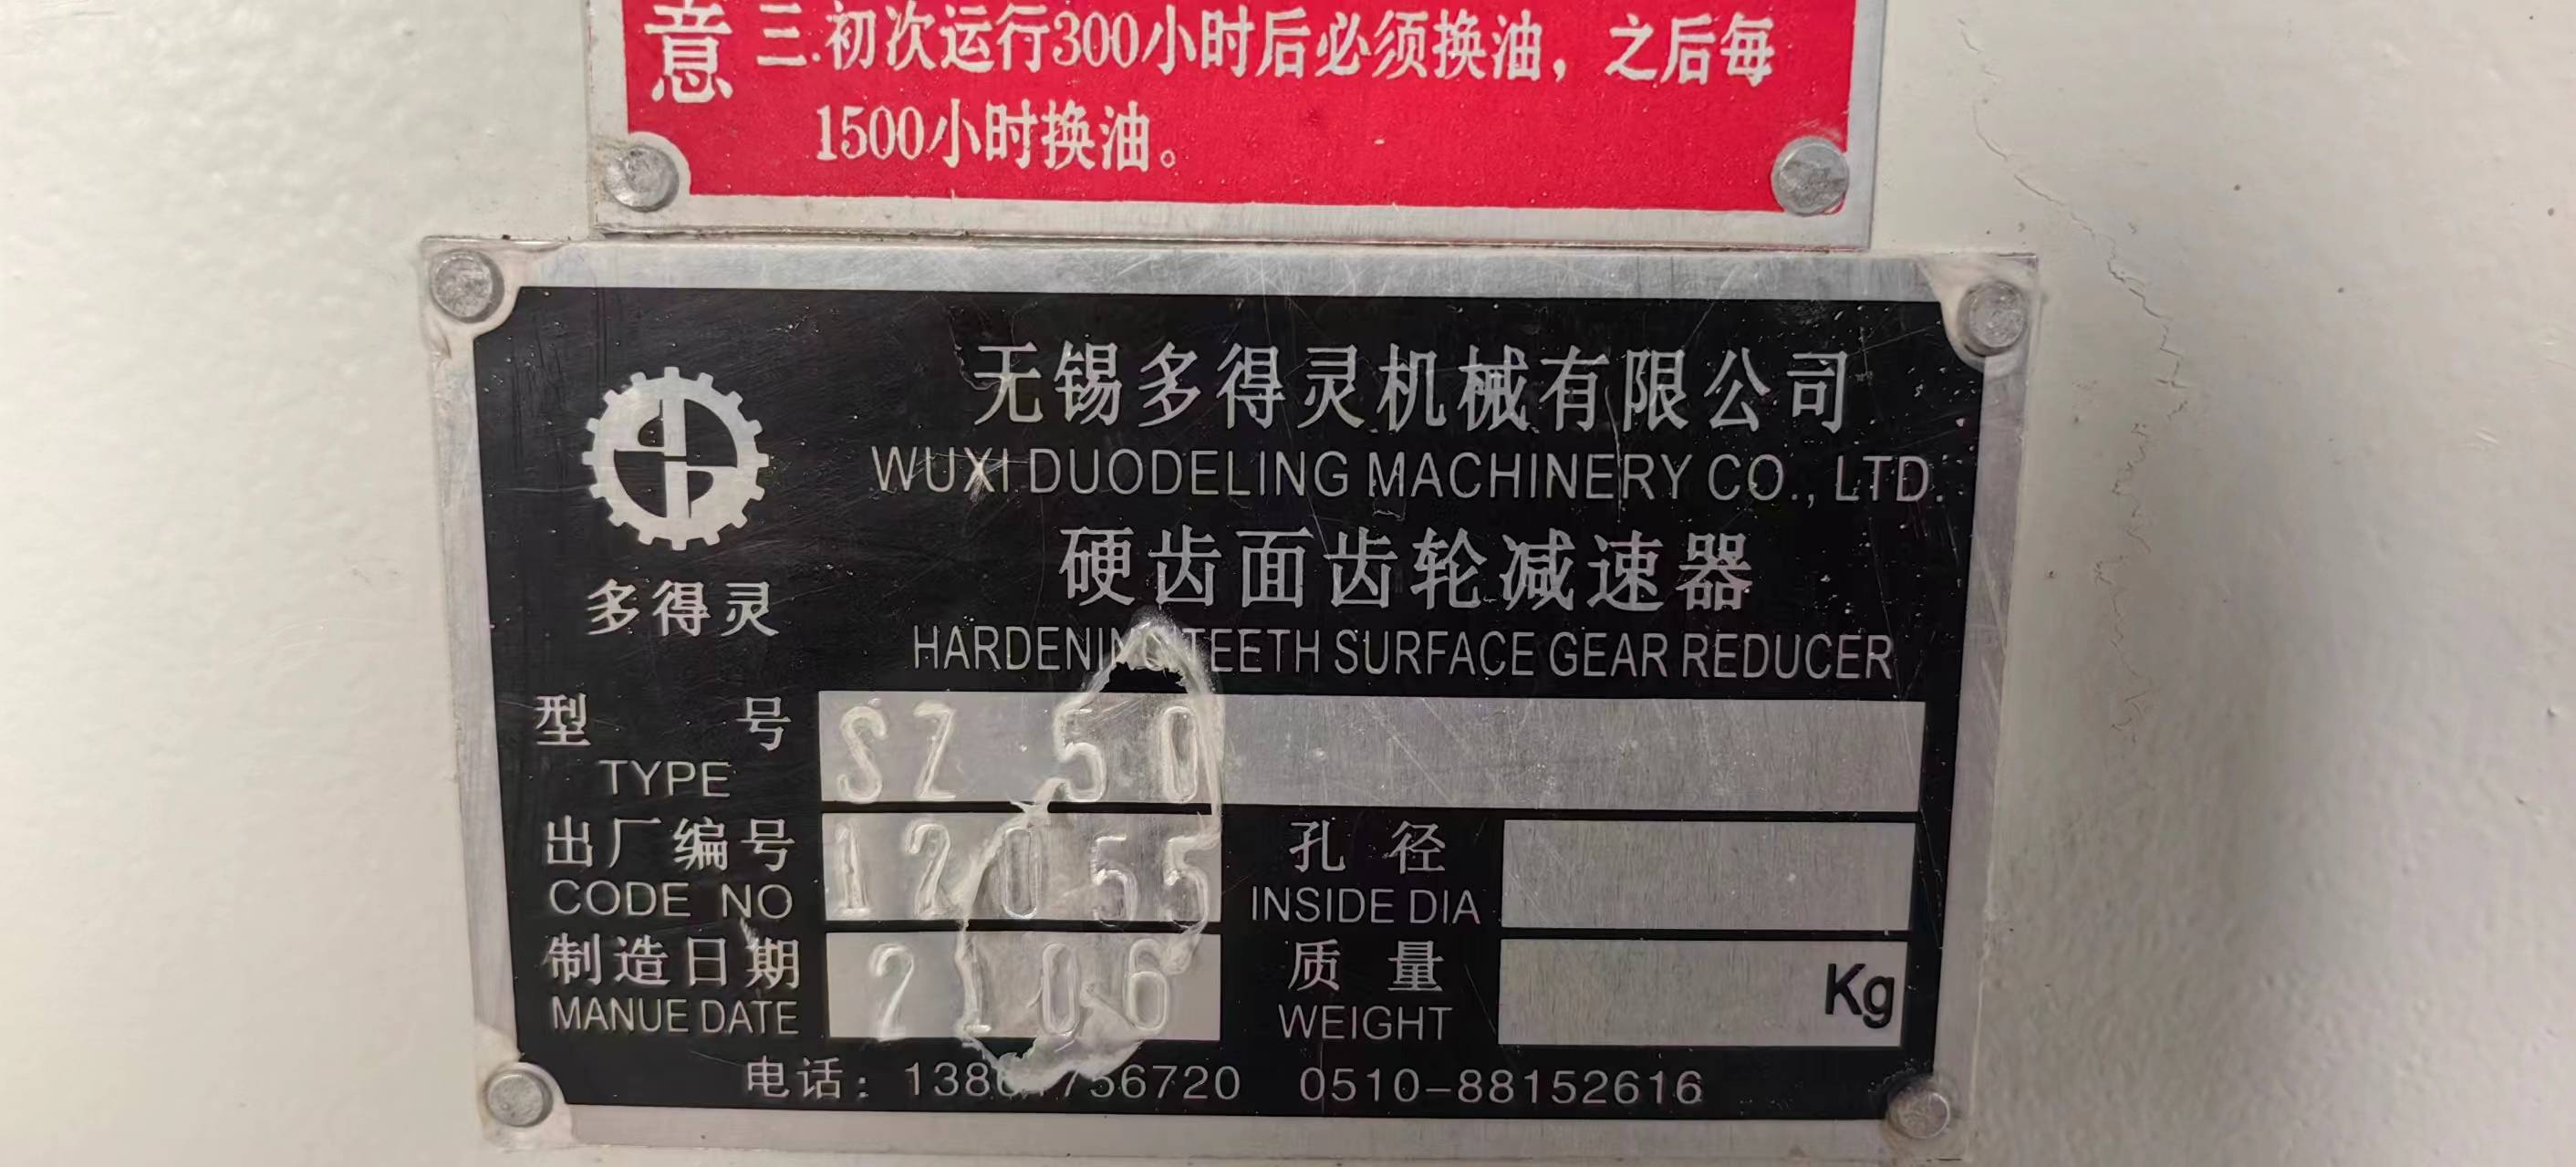 意
三.初次运行300小时后必须换油，之后每
1500小时换油。
无锡多得灵机械有限公司
WUXI DUODELING MACHINERY CO., LTD.
硬齿面齿轮减速器
多得灵
HARDENING TEETH SURFACE GEAR REDUCER
型 号 SZ 50
TYPE
出厂编号 12055 孔 径
CODE NO INSIDE DIA
制造日期 2106 质 量 Kg
MANUE DATE WEIGHT
电话: 0510-88152616